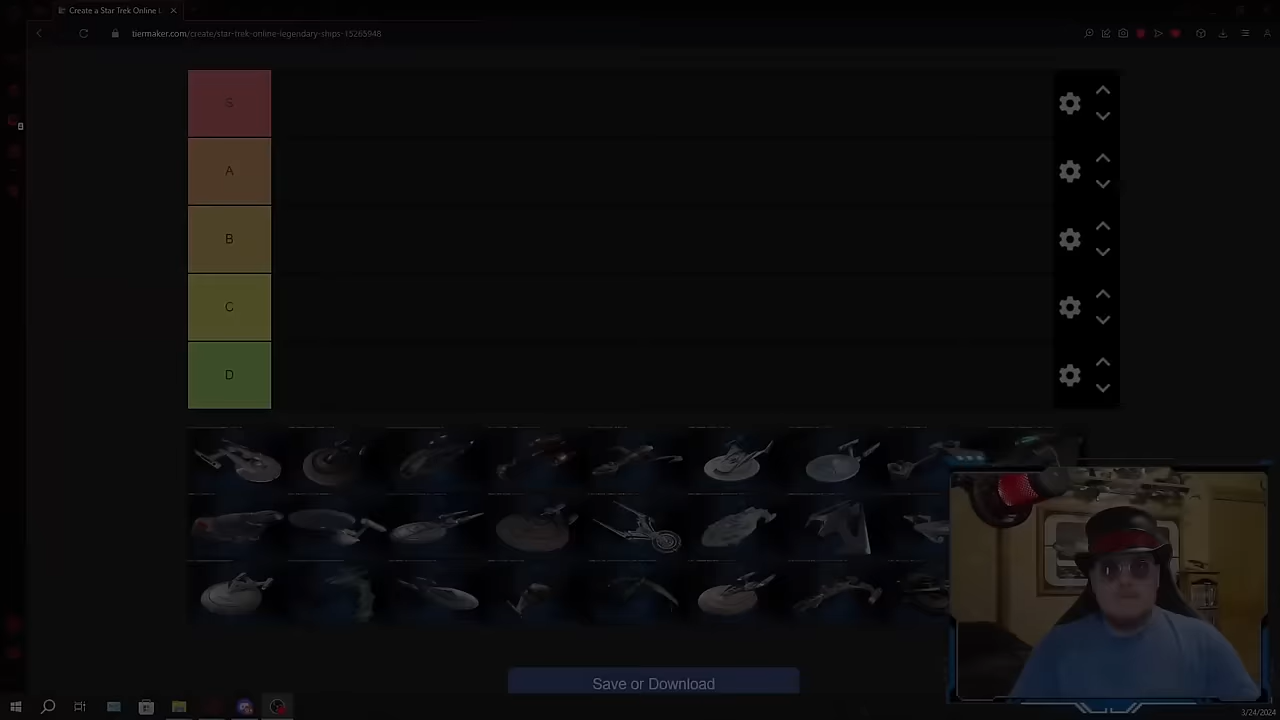 Create a Star Trek Online L
tiermaker.com/create/star-trek-online-legendary-ships-15265948
S
A
B
C
D
Save or Download
3/24/2024